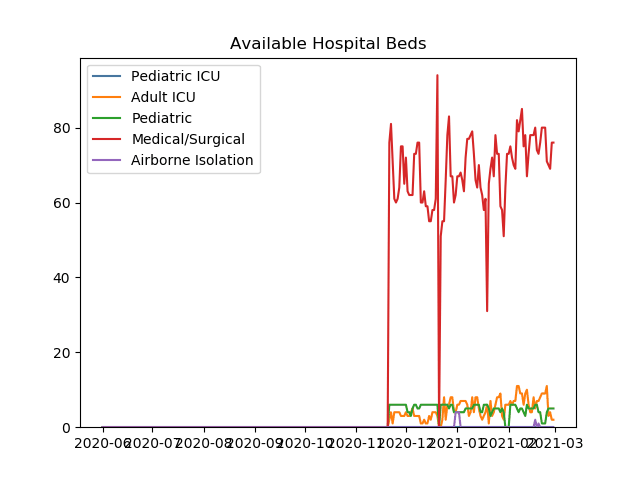 Available Hospital Beds
Pediatric ICU
Adult ICU
Pediatric
Medical/Surgical
Airborne Isolation
80
60
40
20
0
2020-06 2020-07 2020-08 2020-09 2020-10 2020-11 2020-12 2021-01 2021-02 2021-03